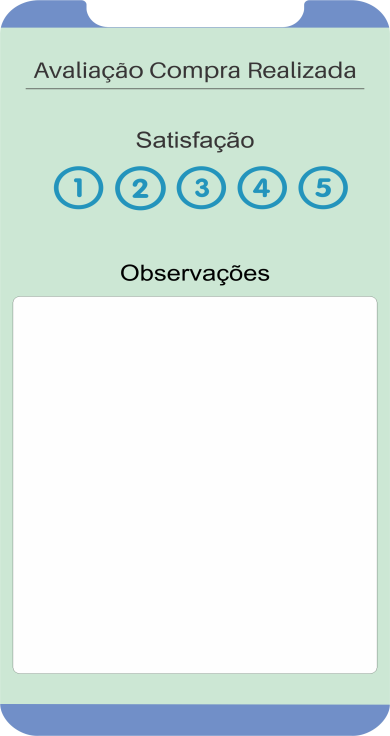 Avaliação Compra Realizada
Satisfação
1 2 3 4 5
Observações